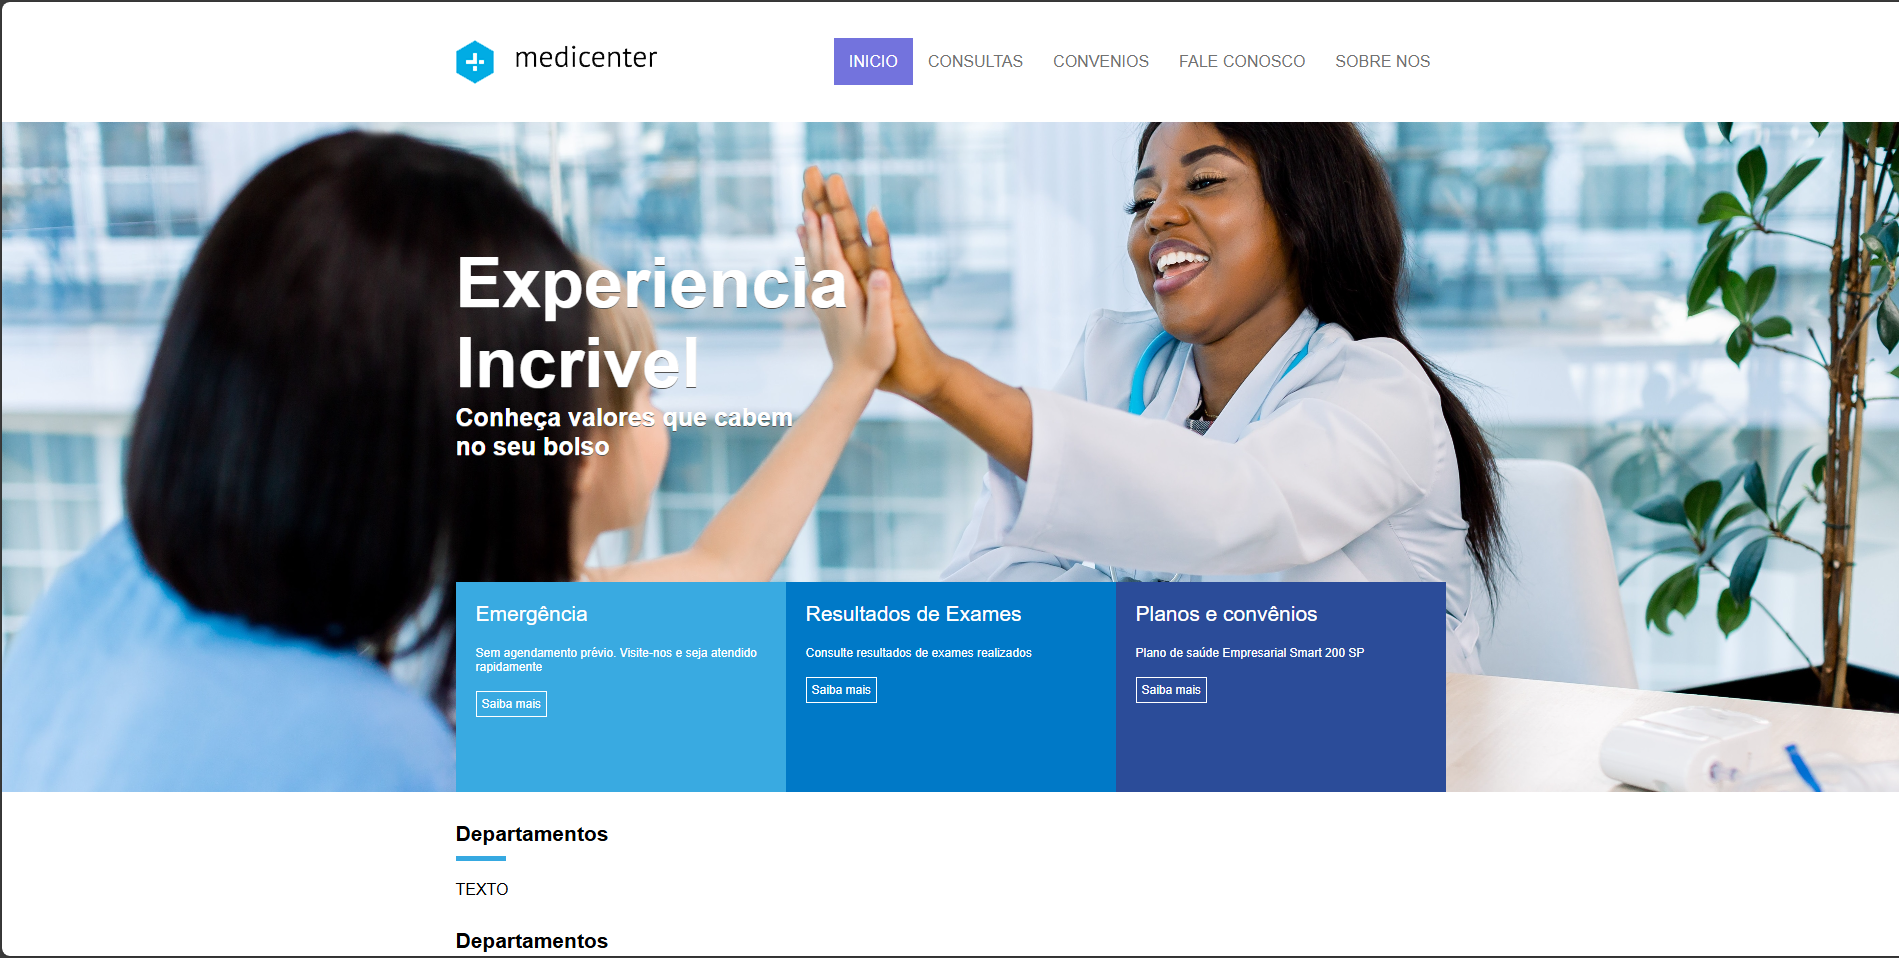 medicenter
INICIO CONSULTAS CONVENIOS FALE CONOSCO SOBRE NOS
Experiencia
Incrivel
Conheça valores que cabem
no seu bolso
Emergência
Sem agendamento prévio. Visite-nos e seja atendido
rapidamente
Saiba mais
Resultados de Exames
Consulte resultados de exames realizados
Saiba mais
Planos e convênios
Plano de saúde Empresarial Smart 200 SP
Saiba mais
Departamentos
TEXTO
Departamentos